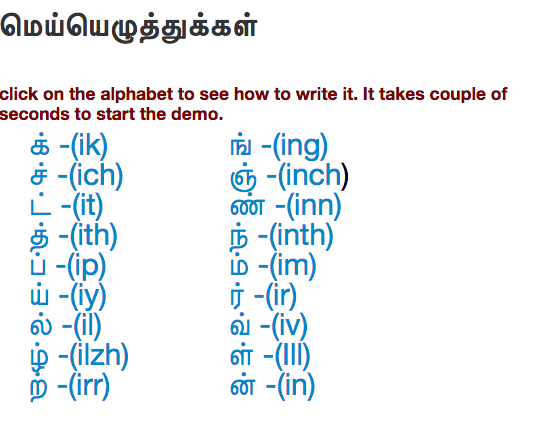 மெய்யெழுத்துக்கள்
click on the alphabet to see how to write it. It takes couple of
seconds to start the demo.
க் -(ik) ங் -(ing)
ச் -(ich) ஞ் -(inch)
ட் -(it) ண் -(inn)
த் -(ith) ந் -(inth)
ப் -(ip) ம் -(im)
ய் -(iy) ர் -(ir)
ல் -(il) வ் -(iv)
ழ் -(ilzh) ள் -(lll)
ற் -(irr) ன் -(in)